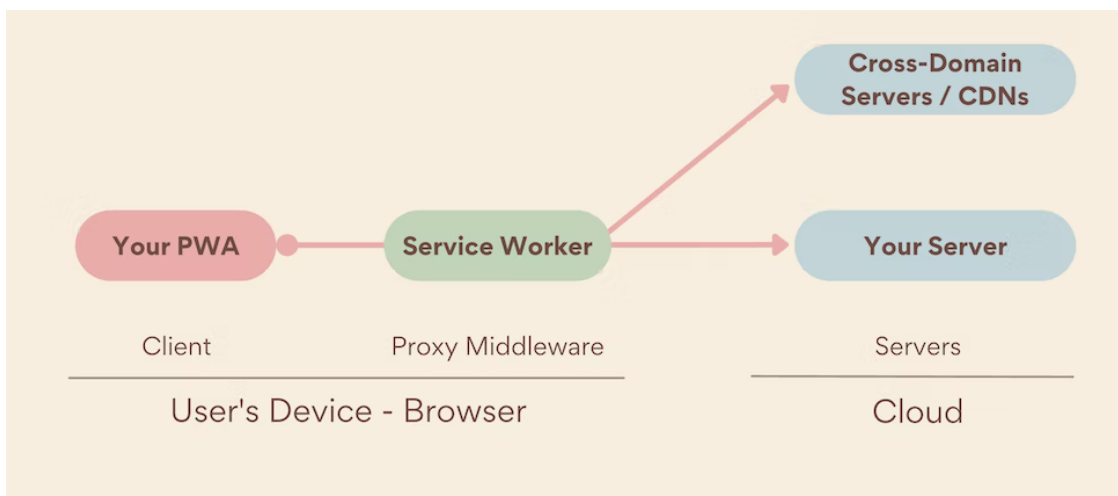 Cross-Domain
Servers / CDNs
Your PWA
Service Worker
Your Server
Client
Proxy Middleware
Servers
User's Device - Browser
Cloud